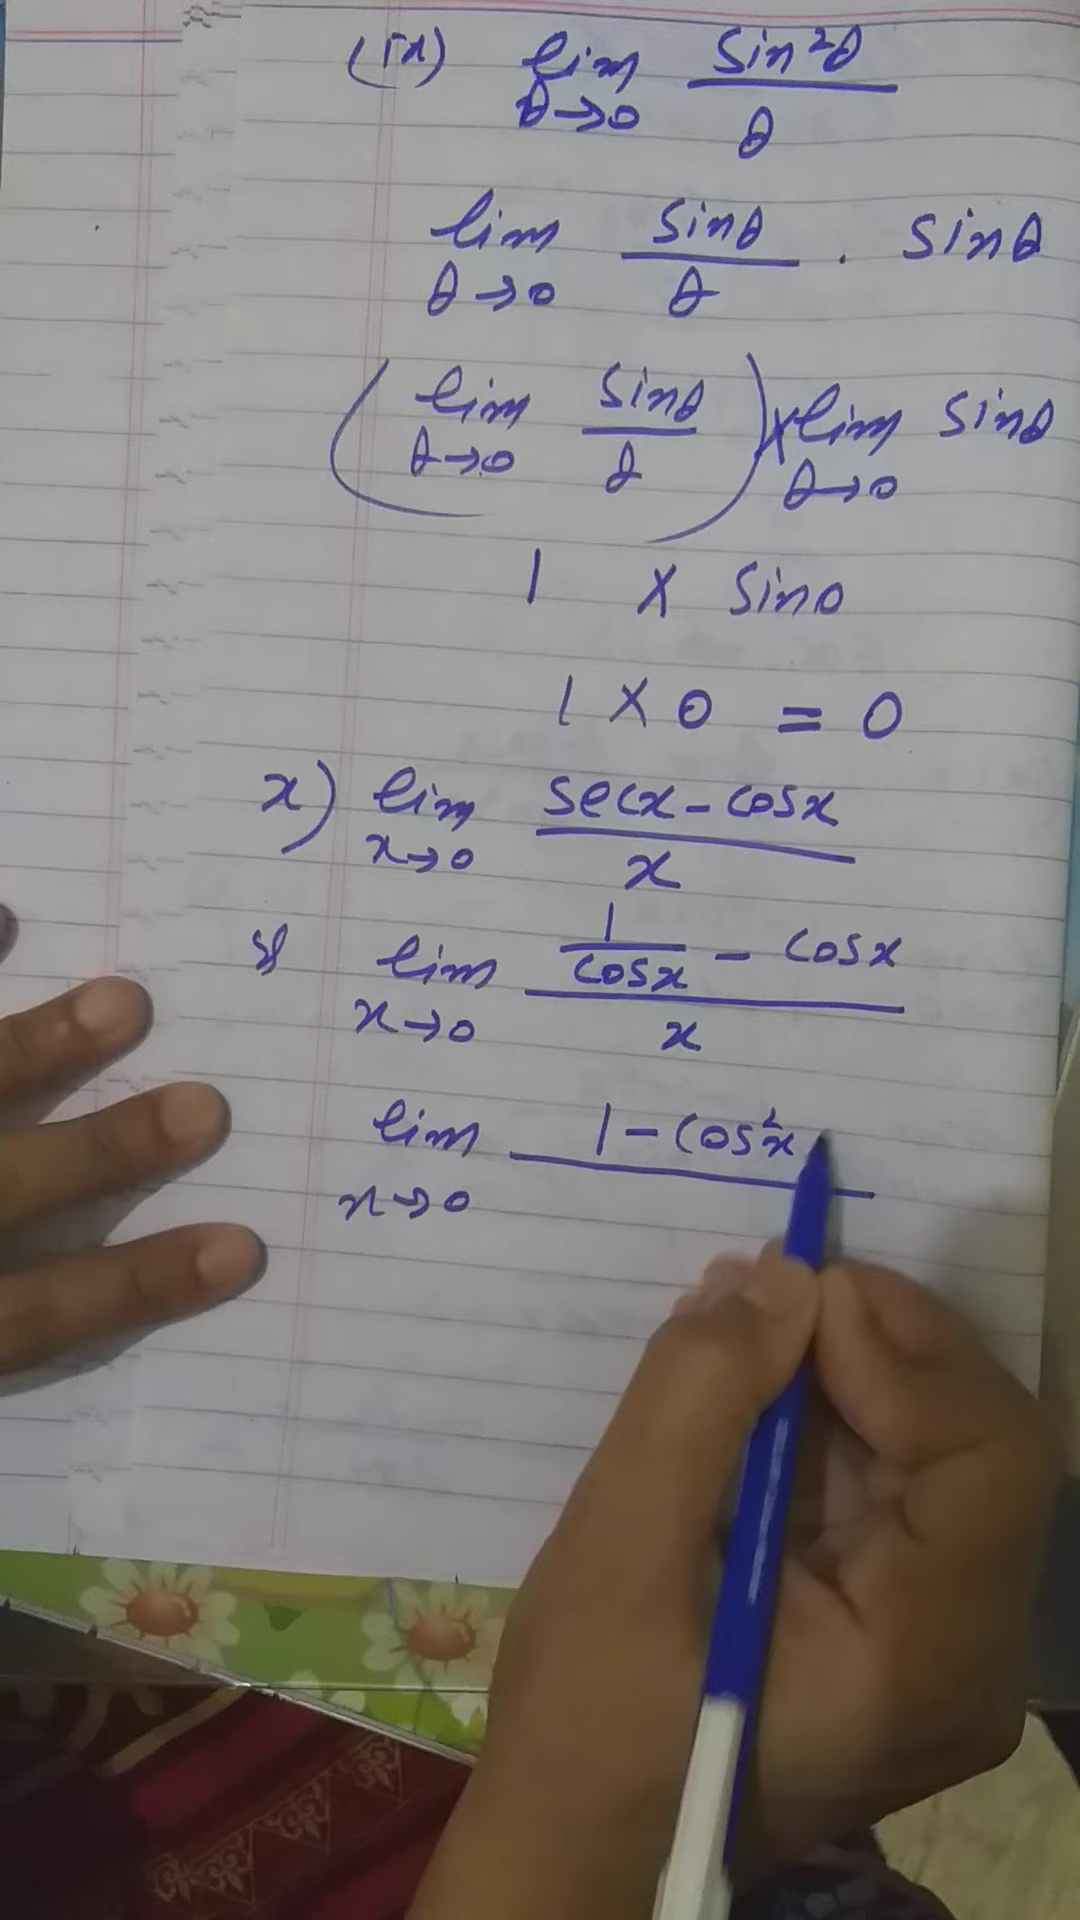 (ix) lim θ→0 sin²θ / θ
lim θ→0 sinθ / θ . sinθ
(lim θ→0 sinθ / θ) × lim θ→0 sinθ
1 × sin0
1 × 0 = 0
x) lim x→0 secx - cosx / x
lim x→0 1/cosx - cosx / x
lim x→0 1 - cos²x